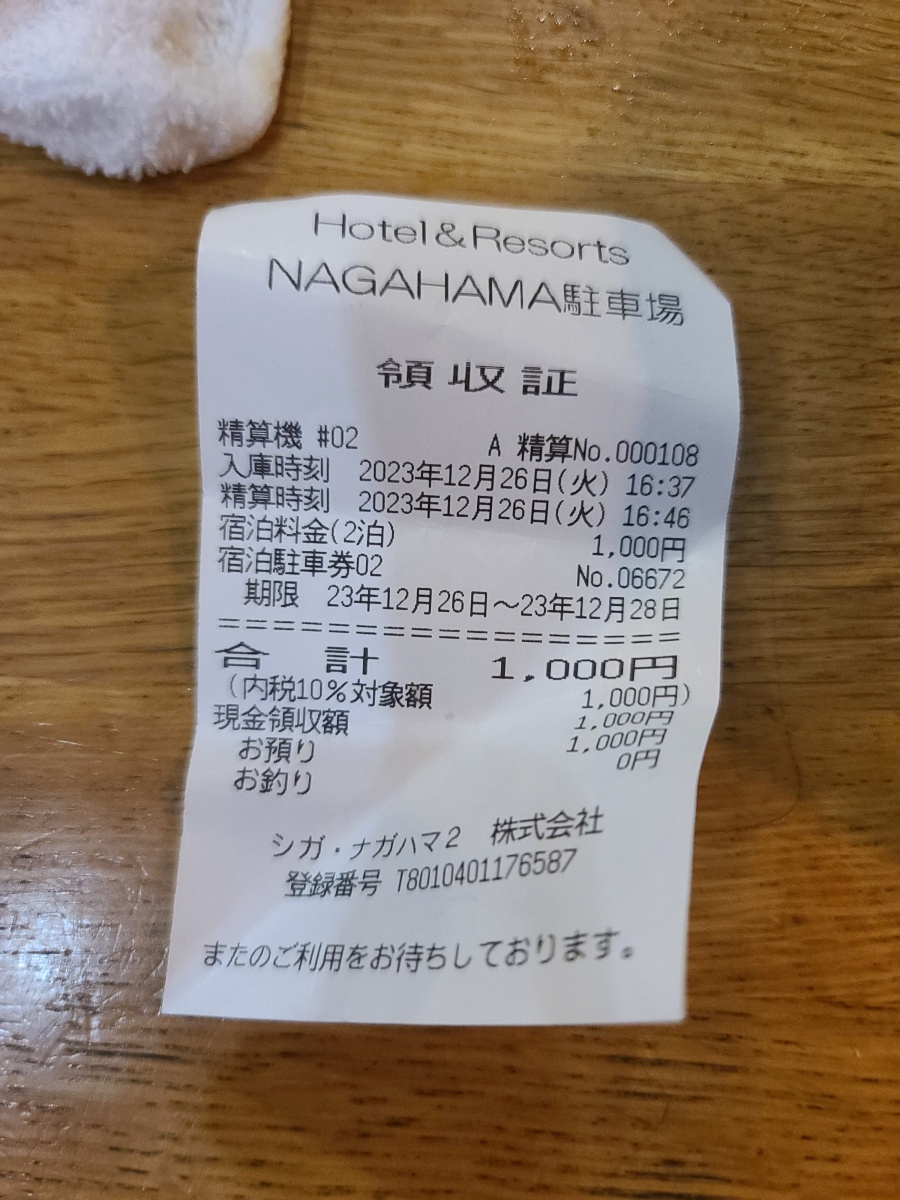 Hotel&Resorts
NAGAHAMA駐車場
領収証
精算機 #02 A 精算No.000108
入庫時刻 2023年12月26日(火) 16:37
精算時刻 2023年12月26日(火) 16:46
宿泊料金(2泊) 1,000円
宿泊駐車券02 No.06672
期限 23年12月26日~23年12月28日
==================
合計 1,000円
(内税10%対象額 1,000円)
現金領収額 1,000円
お預り 1,000円
お釣り 0円
シガ・ナガハマ2 株式会社
登録番号 T8010401176587
またのご利用をお待ちしております。